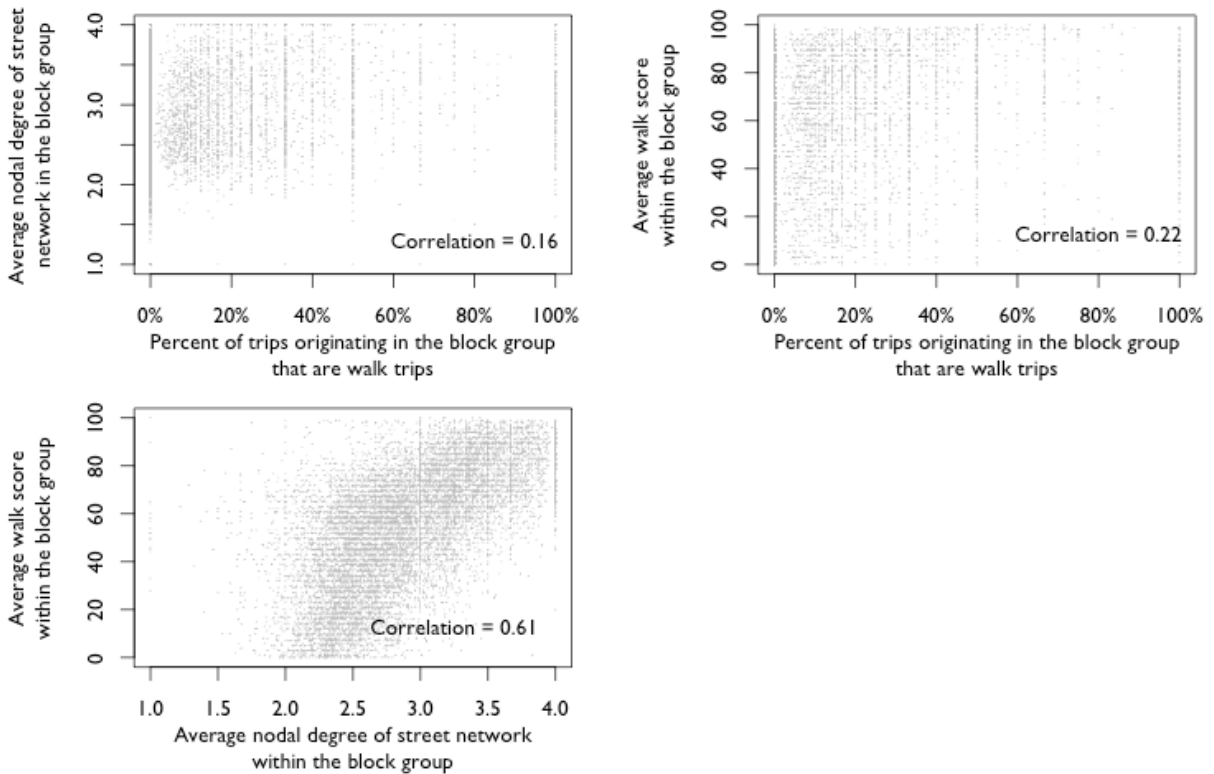 Average nodal degree of street
network in the block group
4.0
3.0
2.0
1.0
Correlation = 0.16
0%
20%
40%
60%
80%
100%
Percent of trips originating in the block group
that are walk trips
Average walk score
within the block group
100
80
60
40
20
0
Correlation = 0.22
0%
20%
40%
60%
80%
100%
Percent of trips originating in the block group
that are walk trips
Average walk score
within the block group
100
80
60
40
20
0
Correlation = 0.61
1.0
1.5
2.0
2.5
3.0
3.5
4.0
Average nodal degree of street network
within the block group